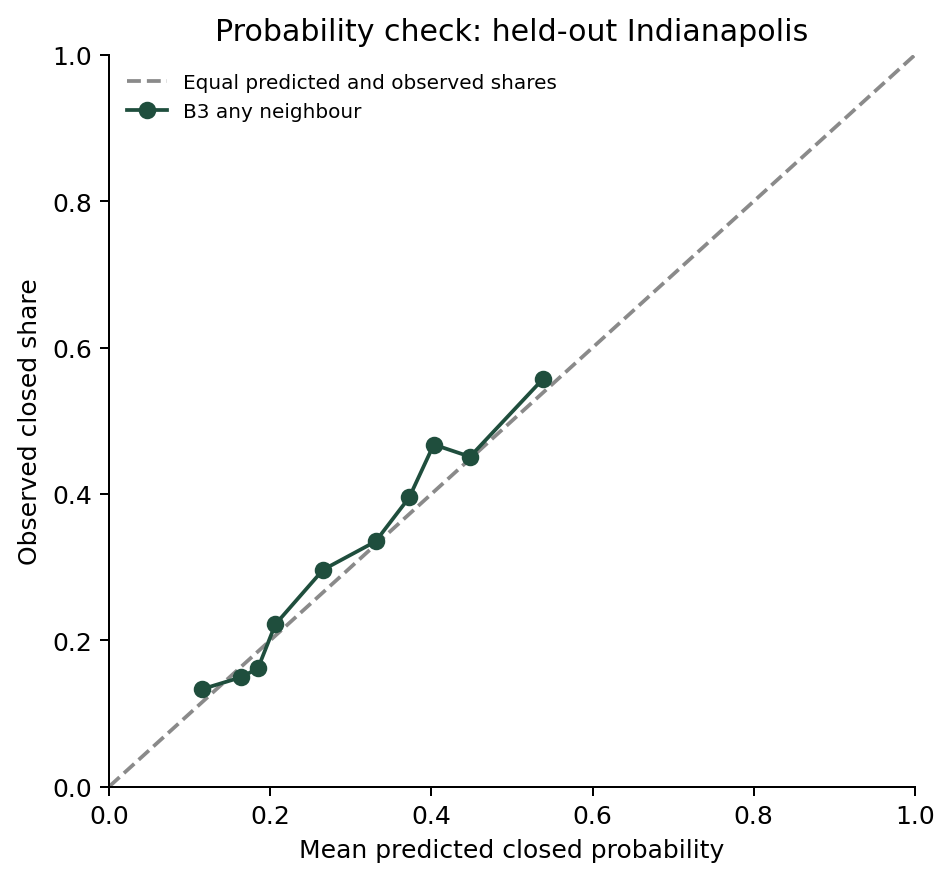 Probability check: held-out Indianapolis
Equal predicted and observed shares
B3 any neighbour
Observed closed share
1.0
0.8
0.6
0.4
0.2
0.0
0.0 0.2 0.4 0.6 0.8 1.0
Mean predicted closed probability